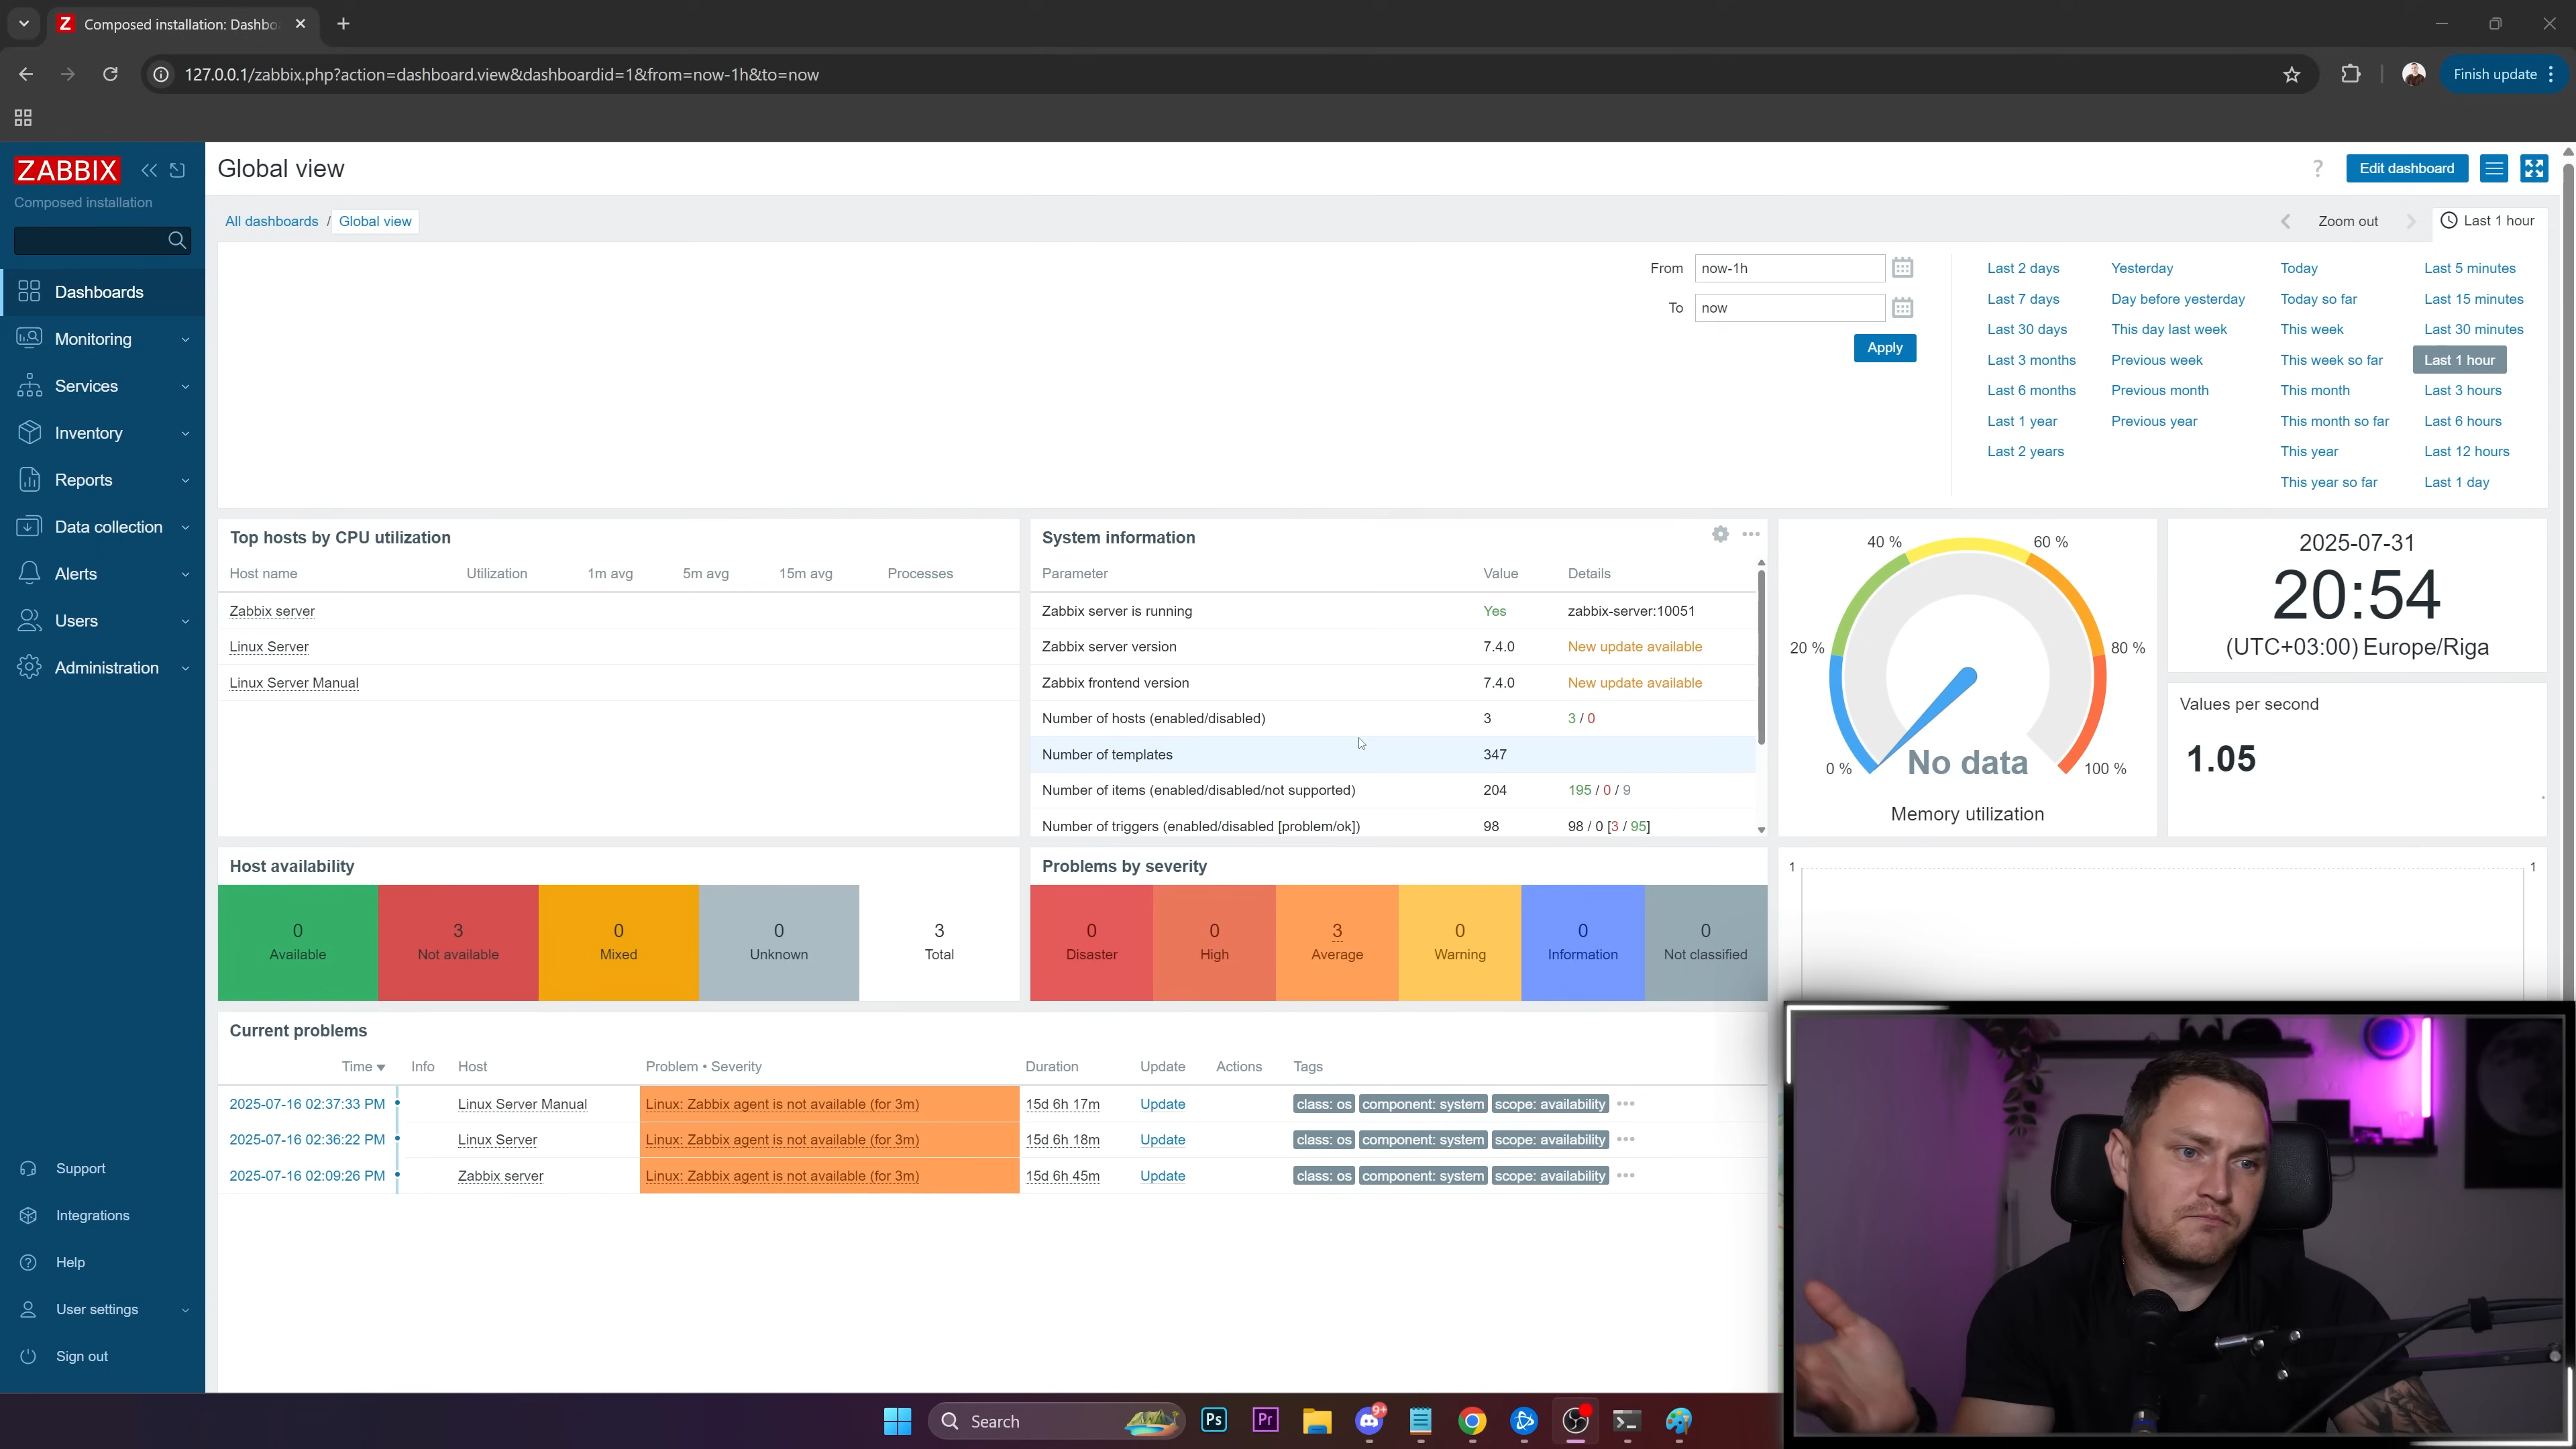 Composed installation: Dashbo
127.0.0.1/zabbix.php?action=dashboard.view&dashboardid=1&from=now-1h&to=now
Finish update
ZABBIX
Composed installation
Dashboards
Monitoring
Services
Inventory
Reports
Data collection
Alerts
Users
Administration
Support
Integrations
Help
User settings
Sign out
Global view
? Edit dashboard
All dashboards / Global view
Zoom out Last 1 hour
From now-1h
To now
Apply
Last 2 days Yesterday Today Last 5 minutes
Last 7 days Day before yesterday Today so far Last 15 minutes
Last 30 days This day last week This week Last 30 minutes
Last 3 months Previous week This week so far Last 1 hour
Last 6 months Previous month This month Last 3 hours
Last 1 year Previous year This month so far Last 6 hours
Last 2 years This year Last 12 hours
This year so far Last 1 day
Top hosts by CPU utilization
Host name Utilization 1m avg 5m avg 15m avg Processes
Zabbix server
Linux Server
Linux Server Manual
System information
Parameter Value Details
Zabbix server is running Yes zabbix-server:10051
Zabbix server version 7.4.0 New update available
Zabbix frontend version 7.4.0 New update available
Number of hosts (enabled/disabled) 3 3 / 0
Number of templates 347
Number of items (enabled/disabled/not supported) 204 195 / 0 / 9
Number of triggers (enabled/disabled [problem/ok]) 98 98 / 0 [3 / 95]
40 % 60 %
20 % 80 %
0 % No data 100 %
Memory utilization
2025-07-31
20:54
(UTC+03:00) Europe/Riga
Values per second
1.05
Host availability
0 3 0 0 3
Available Not available Mixed Unknown Total
Problems by severity
0 0 3 0 0 0
Disaster High Average Warning Information Not classified
1 1
Current problems
Time Info Host Problem • Severity Duration Update Actions Tags
2025-07-16 02:37:33 PM Linux Server Manual Linux: Zabbix agent is not available (for 3m) 15d 6h 17m Update class: os component: system scope: availability
2025-07-16 02:36:22 PM Linux Server Linux: Zabbix agent is not available (for 3m) 15d 6h 18m Update class: os component: system scope: availability
2025-07-16 02:09:26 PM Zabbix server Linux: Zabbix agent is not available (for 3m) 15d 6h 45m Update class: os component: system scope: availability
Search
Ps
Pr
9+